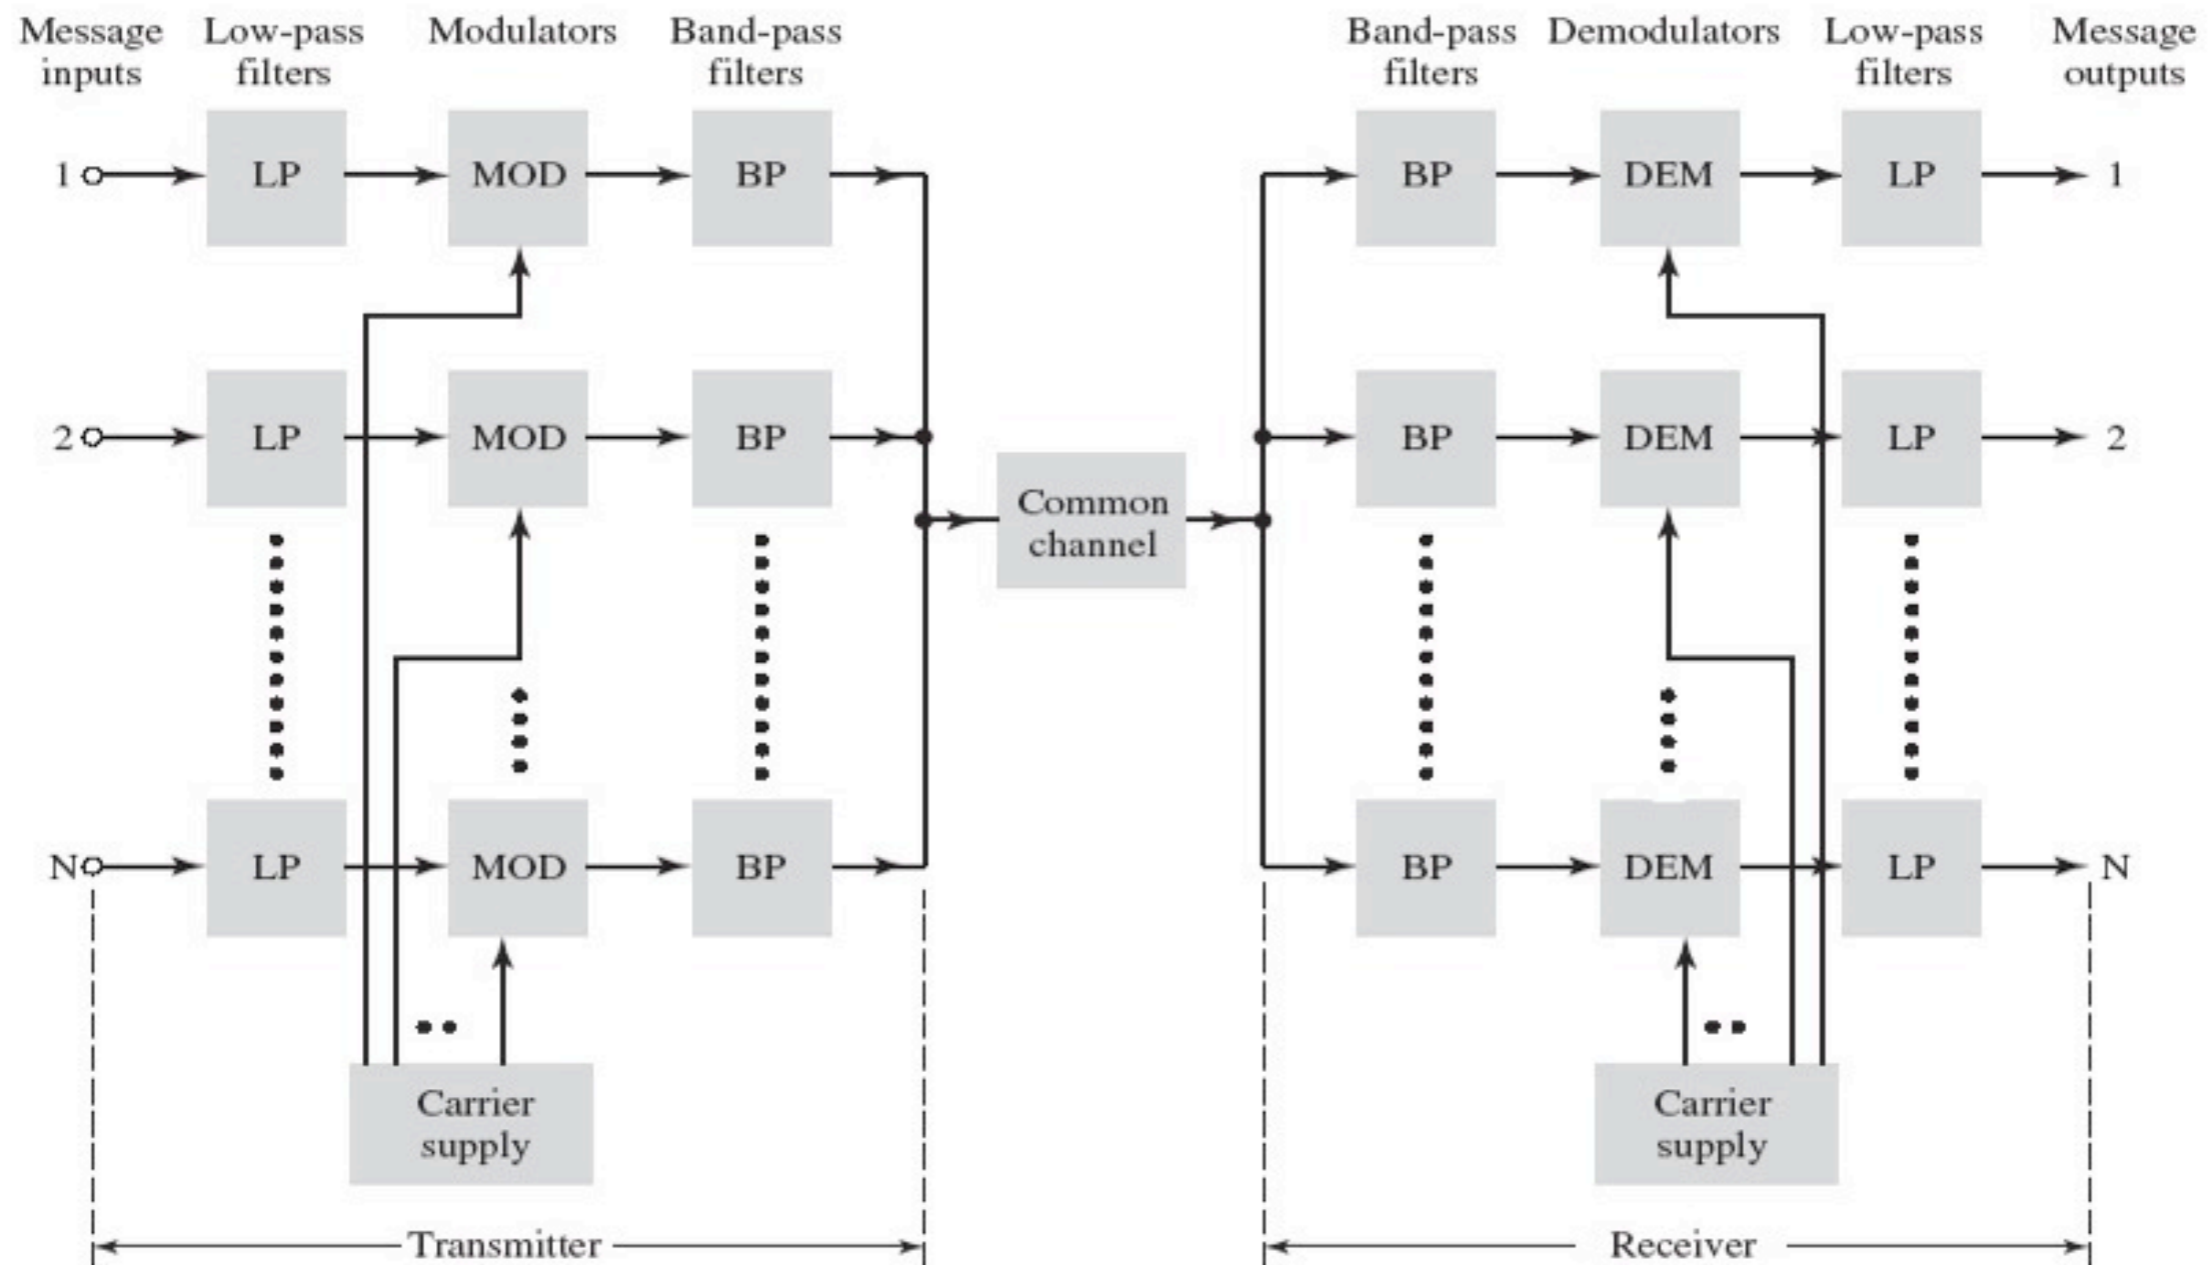 Message inputs
Low-pass filters
Modulators
Band-pass filters
Band-pass filters
Demodulators
Low-pass filters
Message outputs
1 LP MOD BP BP DEM LP 1
2 LP MOD BP BP DEM LP 2
Common
channel
N LP MOD BP BP DEM LP N
Carrier
supply
Carrier
supply
Transmitter
Receiver